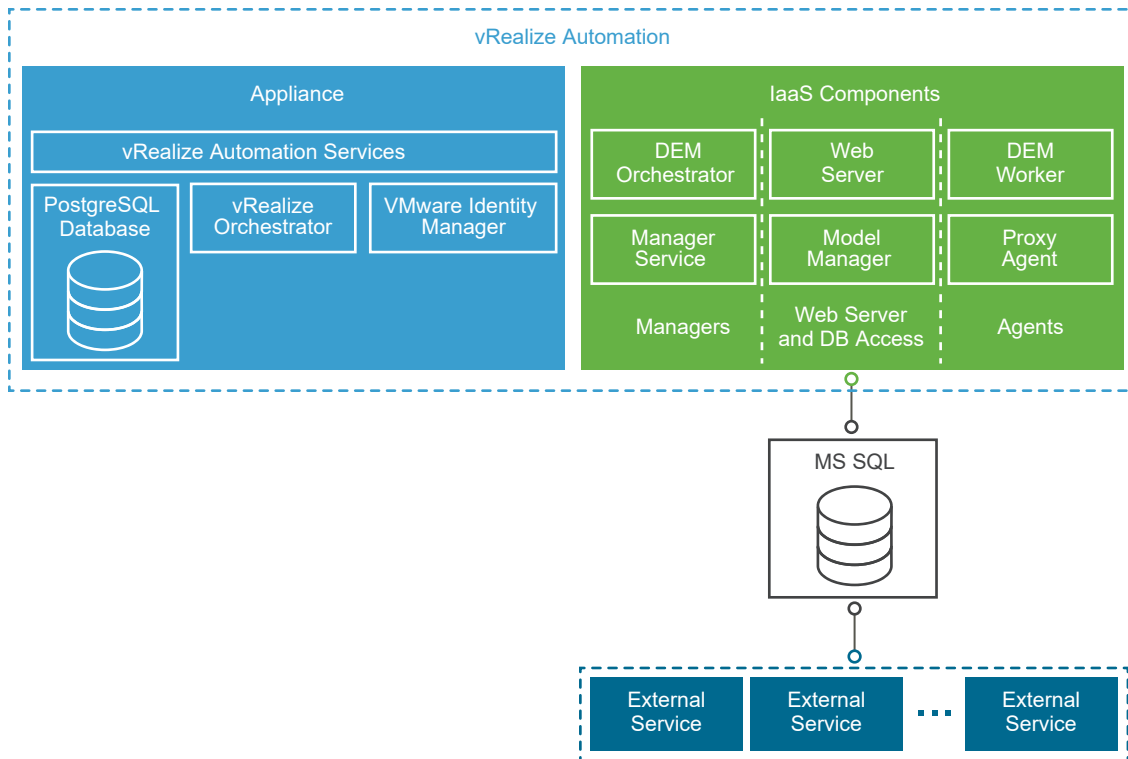 vRealize Automation
Appliance
vRealize Automation Services
PostgreSQL
Database
vRealize
Orchestrator
VMware Identity
Manager
IaaS Components
DEM
Orchestrator
Web
Server
DEM
Worker
Manager
Service
Model
Manager
Proxy
Agent
Managers
Web Server
and DB Access
Agents
MS SQL
External
Service
External
Service
External
Service